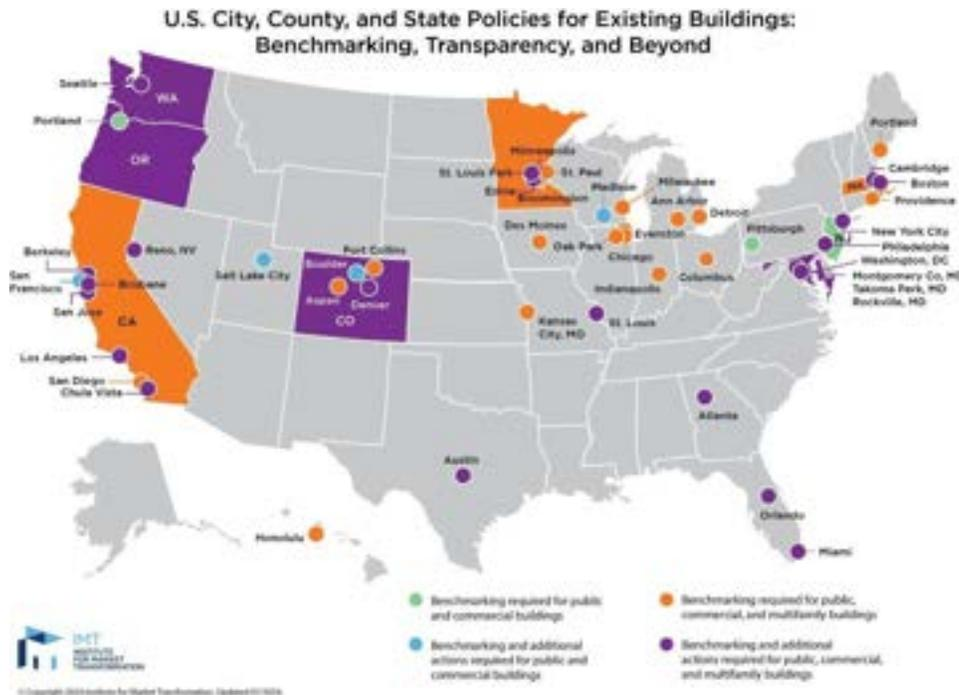 U.S. City, County, and State Policies for Existing Buildings:
Benchmarking, Transparency, and Beyond
Seattle
WA
Portland
OR
Minneapolis
St. Louis Park
St. Paul
Edina
Bloomington
Madison
Milwaukee
Ann Arbor
Detroit
Portland
Cambridge
MA
Boston
Providence
Des Moines
Oak Park
Evanston
Chicago
Pittsburgh
NJ
New York City
Philadelphia
Washington, DC
Montgomery Co, MD
Takoma Park, MD
Rockville, MD
Indianapolis
Columbus
Berkeley
Reno, NV
San
Francisco
Brisbane
San Jose
CA
Salt Lake City
Fort Collins
Boulder
Aspen
Denver
CO
Kansas
City, MO
St. Louis
Los Angeles
San Diego
Chula Vista
Atlanta
Austin
Orlando
Miami
Honolulu
Benchmarking required for public
and commercial buildings
Benchmarking required for public,
commercial, and multifamily buildings
Benchmarking and additional
actions required for public and
commercial buildings
Benchmarking and additional
actions required for public, commercial,
and multifamily buildings
IMT
INSTITUTE
FOR MARKET
TRANSFORMATION
© Copyright Institute for Market Transformation. Updated